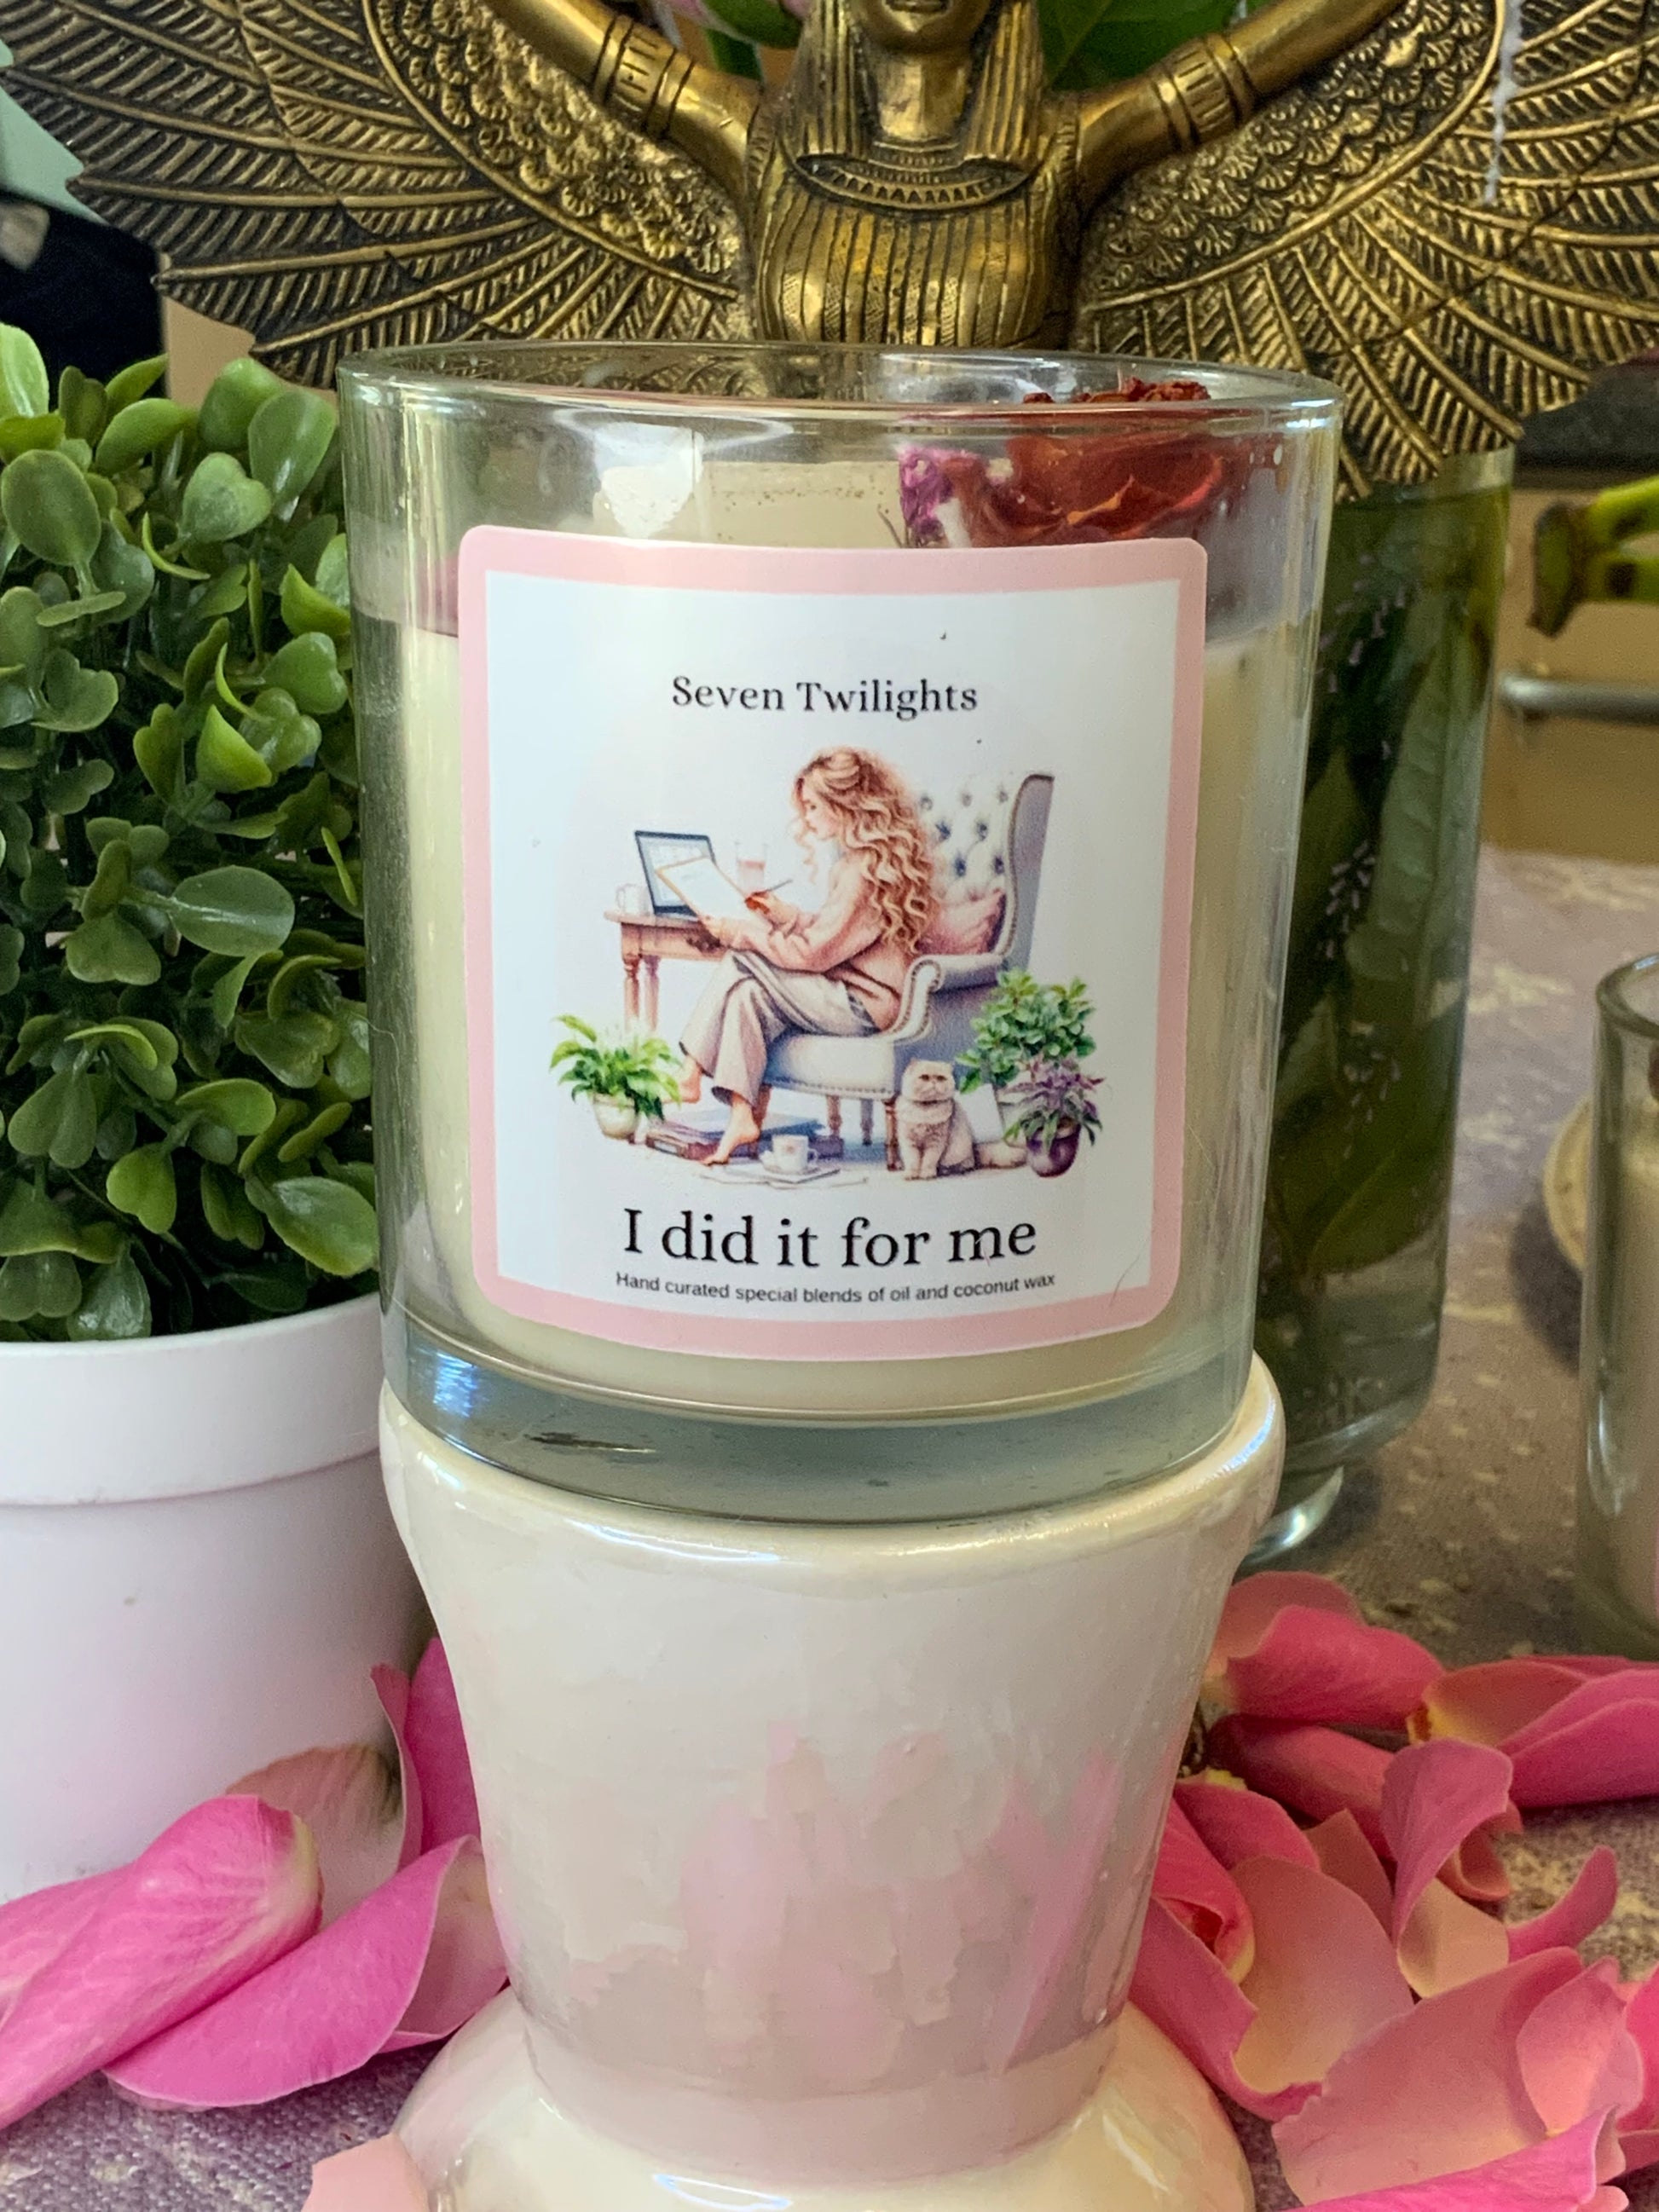 Seven Twilights
I did it for me
Hand curated special blends of oil and coconut wax